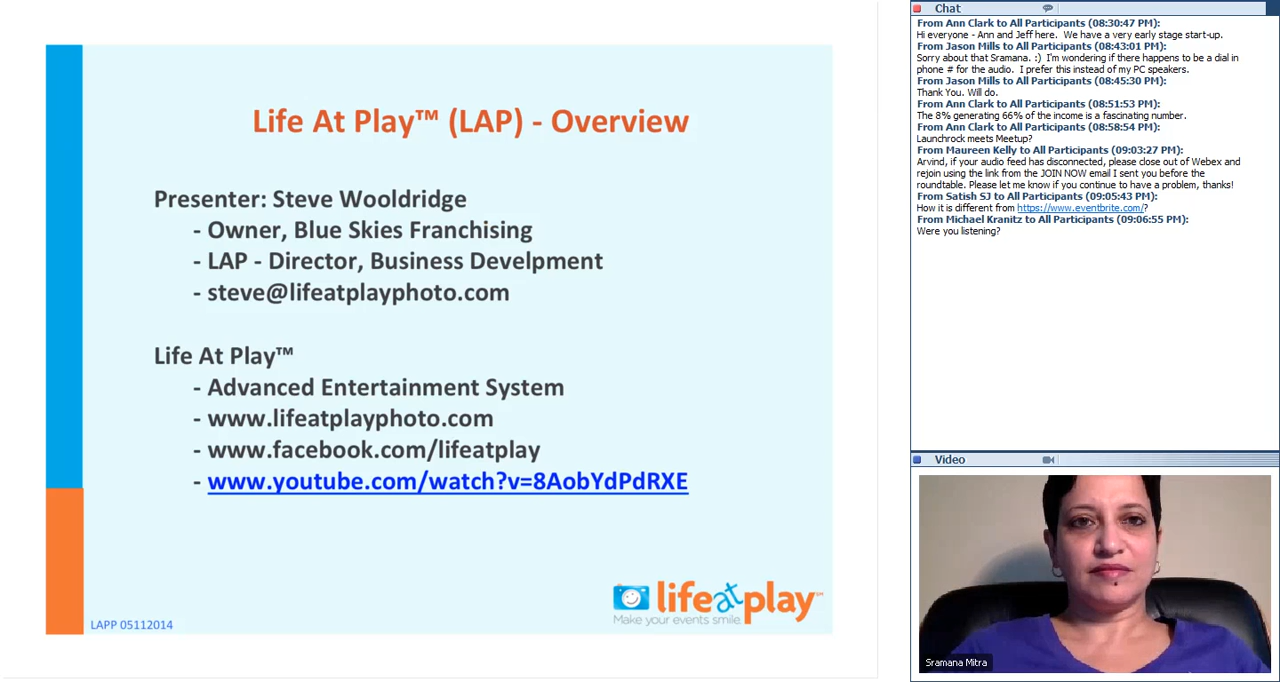 Life At Play™ (LAP) - Overview
Presenter: Steve Wooldridge
- Owner, Blue Skies Franchising
- LAP - Director, Business Develpment
- steve@lifeatplayphoto.com
Life At Play™
- Advanced Entertainment System
- www.lifeatplayphoto.com
- www.facebook.com/lifeatplay
- www.youtube.com/watch?v=8AobYdPdRXE
LAPP 05112014
lifeatplay℠
Make your events smile.
Chat
From Ann Clark to All Participants (08:30:47 PM):
Hi everyone - Ann and Jeff here. We have a very early stage start-up.
From Jason Mills to All Participants (08:43:01 PM):
Sorry about that Sramana. :) I'm wondering if there happens to be a dial in
phone # for the audio. I prefer this instead of my PC speakers.
From Jason Mills to All Participants (08:45:30 PM):
Thank You. Will do.
From Ann Clark to All Participants (08:51:53 PM):
The 8% generating 66% of the income is a fascinating number.
From Ann Clark to All Participants (08:58:54 PM):
Launchrock meets Meetup?
From Maureen Kelly to All Participants (09:03:27 PM):
Arvind, if your audio feed has disconnected, please close out of Webex and
rejoin using the link from the JOIN NOW email I sent you before the
roundtable. Please let me know if you continue to have a problem, thanks!
From Satish SJ to All Participants (09:05:43 PM):
How it is different from https://www.eventbrite.com/?
From Michael Kranitz to All Participants (09:06:55 PM):
Were you listening?
Video
Sramana Mitra